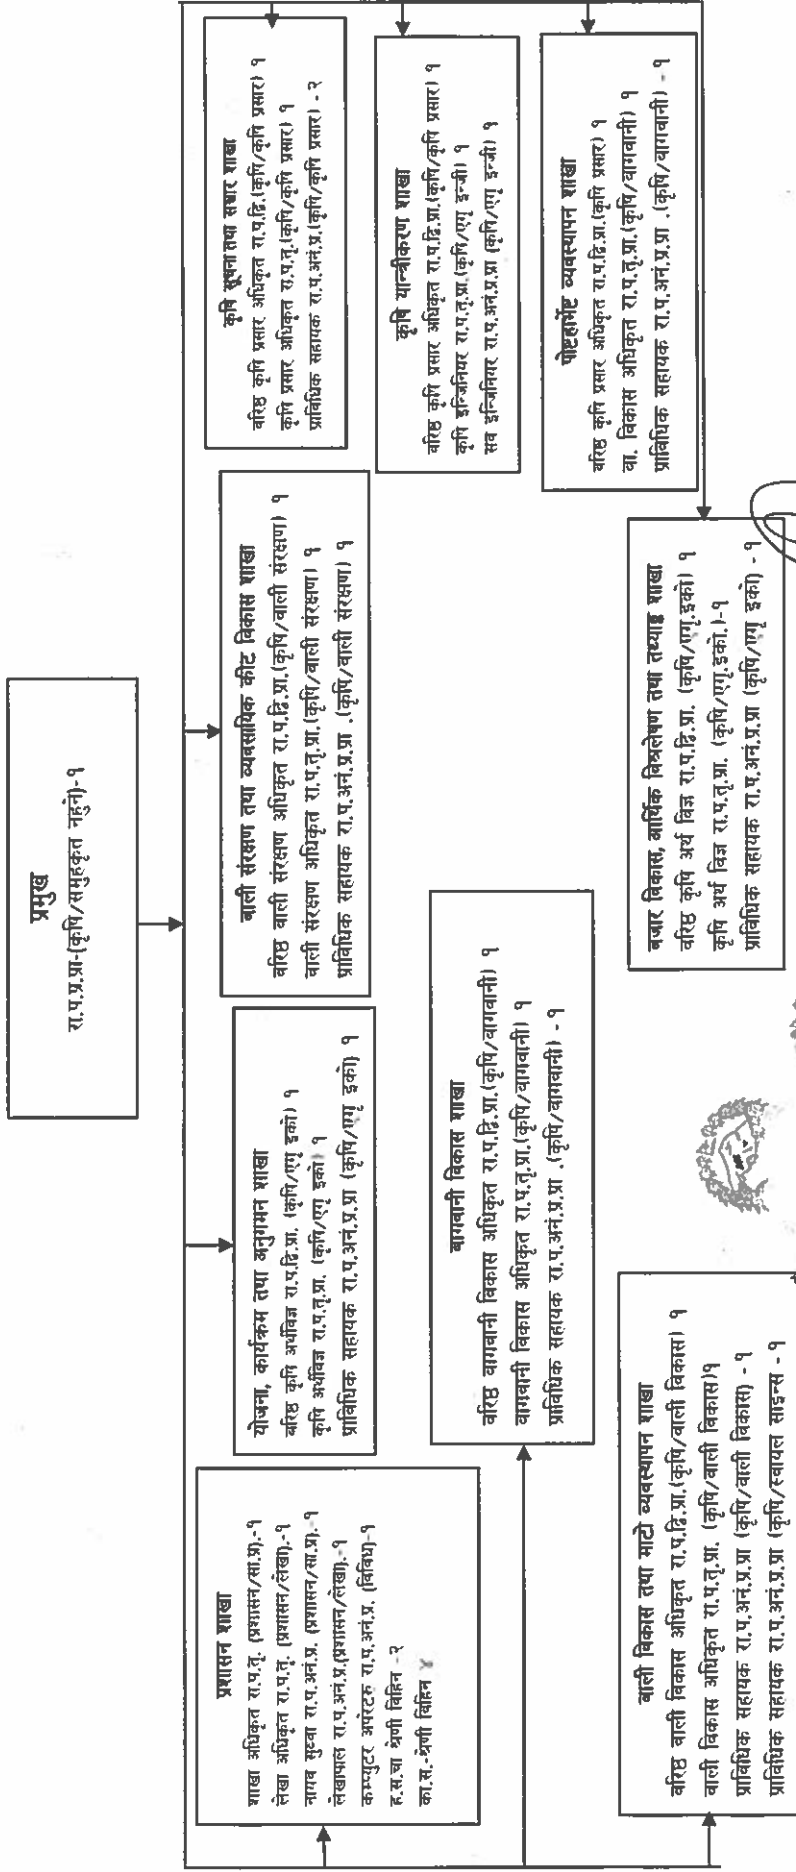 प्रमुख
रा.प.प्र.प्रा-(कृषि/समुहकृत नहुने)-१
प्रशासन शाखा
शाखा अधिकृत रा.प.तृ. (प्रशासन/सा.प्र).-१
लेखा अधिकृत रा.प.तृ. (प्रशासन/लेखा).-१
नायव सुव्वा रा.प.अनं.प्र. (प्रशासन/सा.प्र).-१
लेखापाल रा.प.अनं.प्र.(प्रशासन/लेखा).-१
कम्प्युटर अपरेटरु रा.प.अनं.प्र. (विविध)-१
ह.स.चा श्रेणी विहिन -२
का.स.-श्रेणी विहिन ४
योजना, कार्यक्रम तथा अनुगमन शाखा
वरिष्ठ कृषि अर्थविज्ञ रा.प.द्वि.प्रा. (कृषि/एगृ इको) १
कृषि अर्थविज्ञ रा.प.तृ.प्रा. (कृषि/एगृ इको) १
प्राविधिक सहायक रा.प.अनं.प्र.प्रा (कृषि/एगृ इको) १
बाली संरक्षण तथा व्यवसायिक कीट विकास शाखा
वरिष्ठ वाली संरक्षण अधिकृत रा.प.द्वि.प्रा.(कृषि/वाली संरक्षण) १
वाली संरक्षण अधिकृत रा.प.तृ.प्रा.(कृषि/वाली संरक्षण) १
प्राविधिक सहायक रा.प.अनं.प्र.प्रा .(कृषि/वाली संरक्षण) १
कृषि सूचना तथा संचार शाखा
वरिष्ठ कृषि प्रसार अधिकृत रा.प.द्वि.(कृषि/कृषि प्रसार) १
कृषि प्रसार अधिकृत रा.प.तृ.(कृषि/कृषि प्रसार) १
प्राविधिक सहायक रा.प.अनं.प्र.(कृषि/कृषि प्रसार) - २
कृषि यान्त्रीकरण शाखा
वरिष्ठ कृषि प्रसार अधिकृत रा.प.द्वि.प्रा.(कृषि/कृषि प्रसार) १
कृषि इन्जिनियर रा.प.तृ.प्रा.(कृषि/एगृ इन्जी) १
सव इन्जिनियर रा.प.अनं.प्र.प्रा (कृषि/एगृ इन्जी) १
बागवानी विकास शाखा
वरिष्ठ वागवानी विकास अधिकृत रा.प.द्वि.प्रा.(कृषि/वागवानी) १
वागवानी विकास अधिकृत रा.प.तृ.प्रा.(कृषि/वागवानी) १
प्राविधिक सहायक रा.प.अनं.प्र.प्रा .(कृषि/वागवानी) - १
पोष्टहार्भेष्ट व्यवस्थापन शाखा
वरिष्ठ कृषि प्रसार अधिकृत रा.प.द्वि.प्रा.(कृषि प्रसार) १
वा. विकास अधिकृत रा.प.तृ.प्रा.(कृषि/वागवानी) १
प्राविधिक सहायक रा.प.अनं.प्र.प्रा .(कृषि/वागवानी) - १
बाली विकास तथा माटो व्यवस्थापन शाखा
वरिष्ठ वाली विकास अधिकृत रा.प.द्वि.प्रा.(कृषि/वाली विकास) १
वाली विकास अधिकृत रा.प.तृ.प्रा. (कृषि/वाली विकास)१
प्राविधिक सहायक रा.प.अनं.प्र.प्रा (कृषि/वाली विकास) - १
प्राविधिक सहायक रा.प.अनं.प्र.प्रा (कृषि/स्वायल साइन्स - १
बजार विकास, आर्थिक विश्लेषण तथा तथ्याङ्क शाखा
वरिष्ठ कृषि अर्थ विज्ञ रा.प.द्वि.प्रा. (कृषि/एगृ.इको) १
कृषि अर्थ विज्ञ रा.प.तृ.प्रा. (कृषि/एगृ.इको.)-१
प्राविधिक सहायक रा.प.अनं.प्र.प्रा (कृषि/एगृ इको) - १